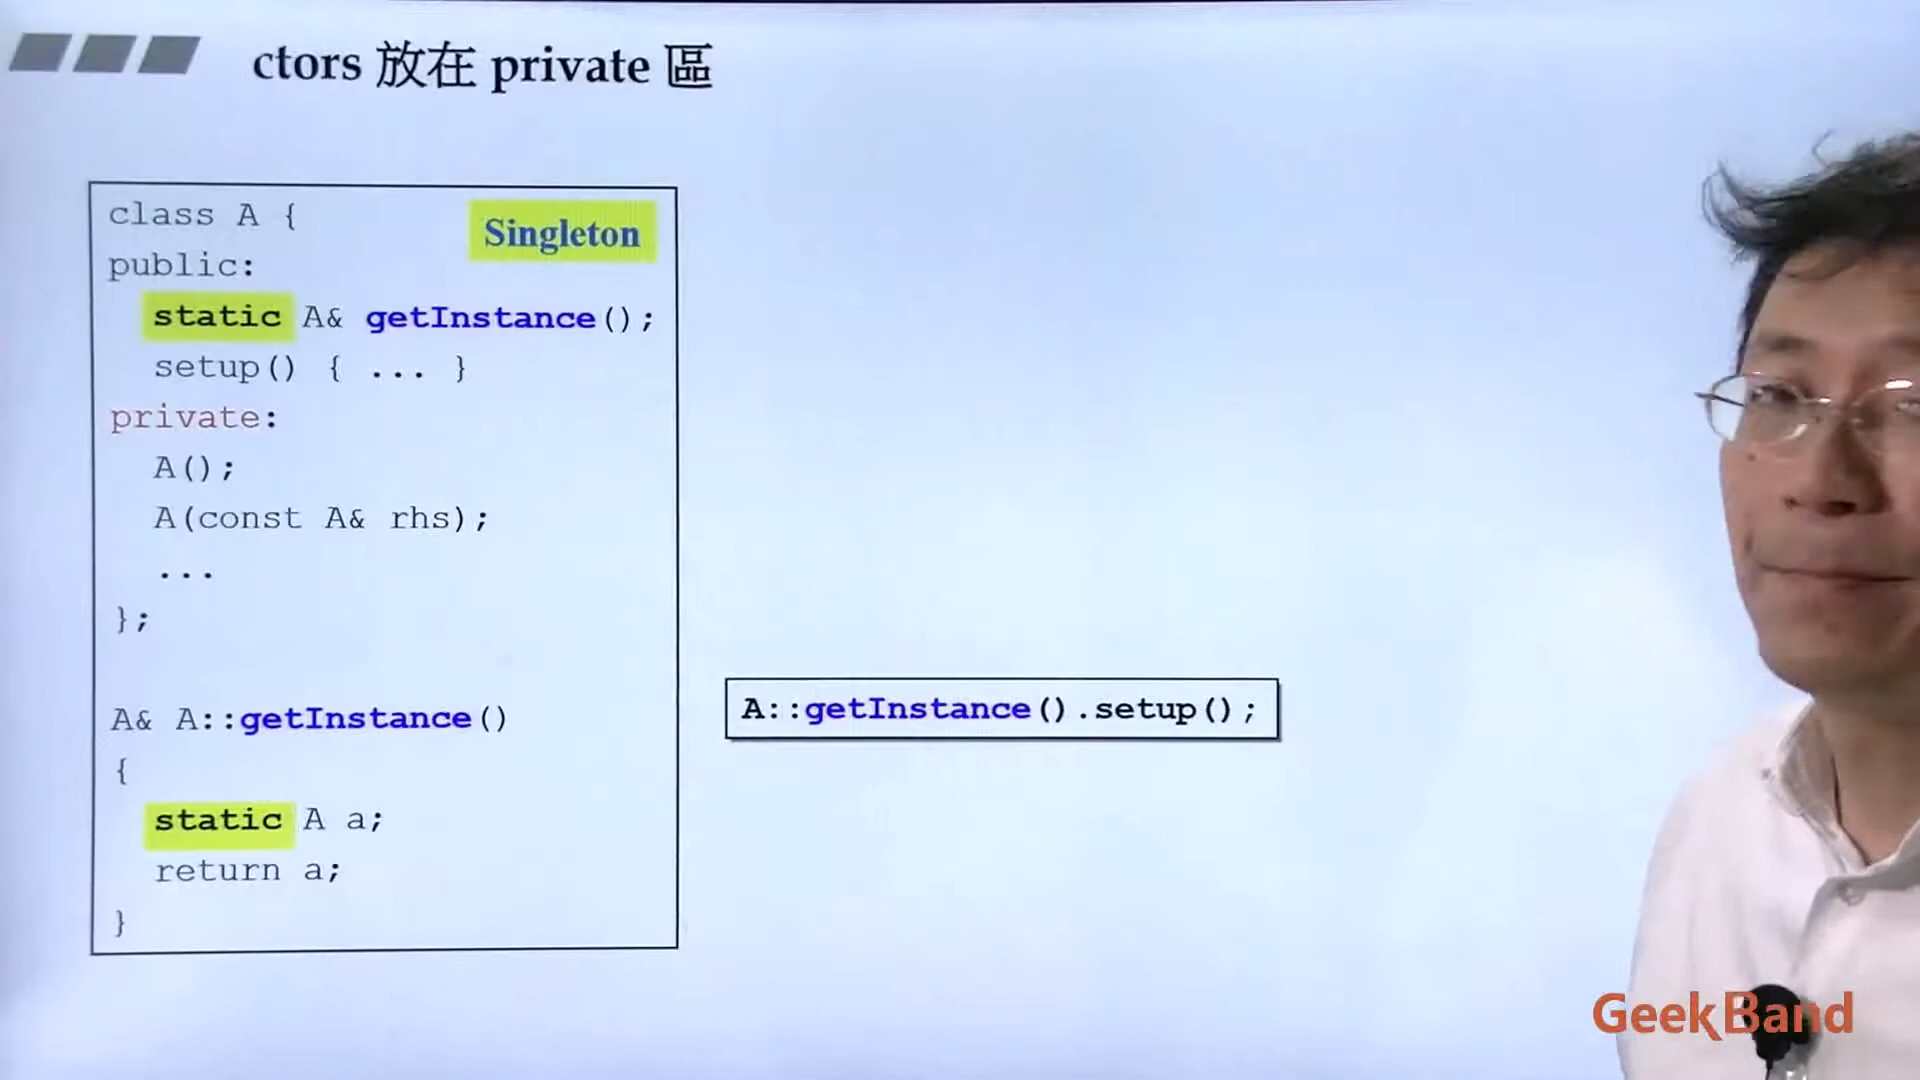 ctors 放在 private 區
class A {
Singleton
public:
static A& getInstance();
setup() { ... }
private:
A();
A(const A& rhs);
...
};
A& A::getInstance()
{
static A a;
return a;
}
A::getInstance().setup();
GeekBand